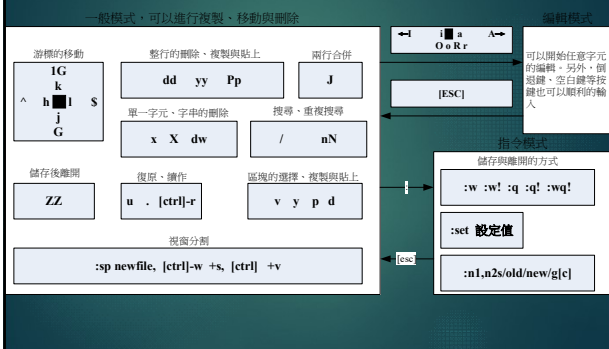 一般模式，可以進行複製、移動與刪除
游標的移動
1G
k
^ h l $
j
G
整行的刪除、複製與貼上
dd yy Pp
兩行合併
J
單一字元、字串的刪除
x X dw
搜尋、重複搜尋
/ nN
儲存後離開
ZZ
復原、續作
u . [ctrl]-r
區塊的選擇、複製與貼上
v y p d
視窗分割
:sp newfile, [ctrl]-w +s, [ctrl] +v
I i a A
O o R r
[ESC]
:
[esc]
編輯模式
可以開始任意字元
的編輯。另外，倒
退鍵、空白鍵等按
鍵也可以順利的輸
入
指令模式
儲存與離開的方式
:w :w! :q :q! :wq!
:set 設定值
:n1,n2s/old/new/g[c]